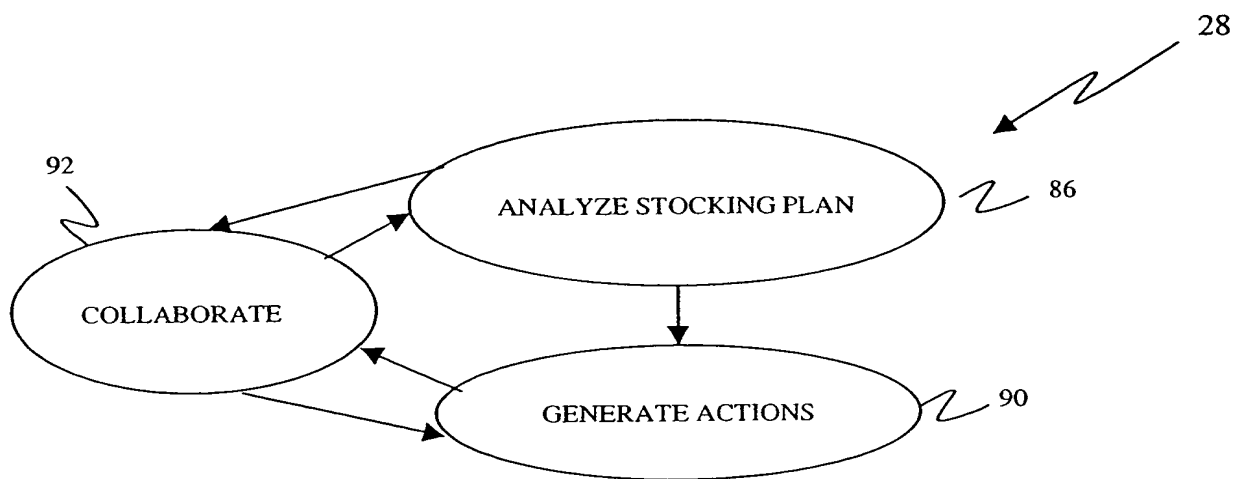 28
92
ANALYZE STOCKING PLAN
86
COLLABORATE
GENERATE ACTIONS
90